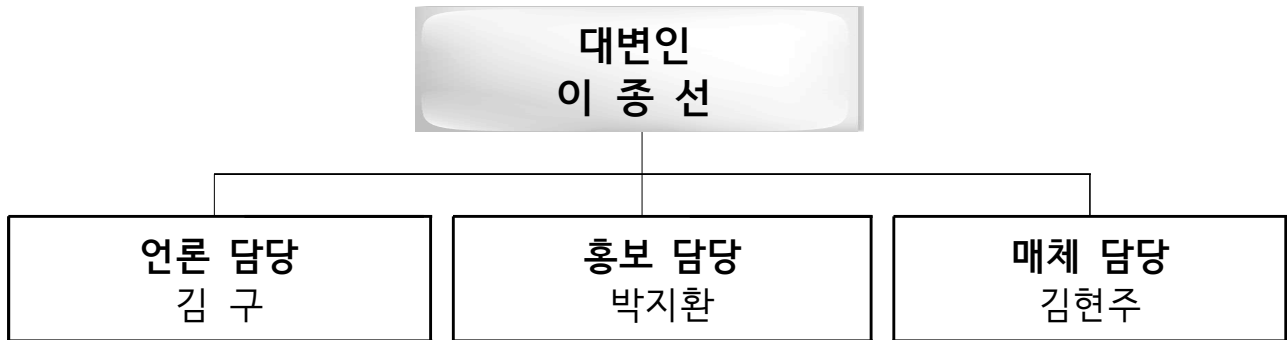 대변인
이 종 선
언론 담당
김 구
홍보 담당
박지환
매체 담당
김현주